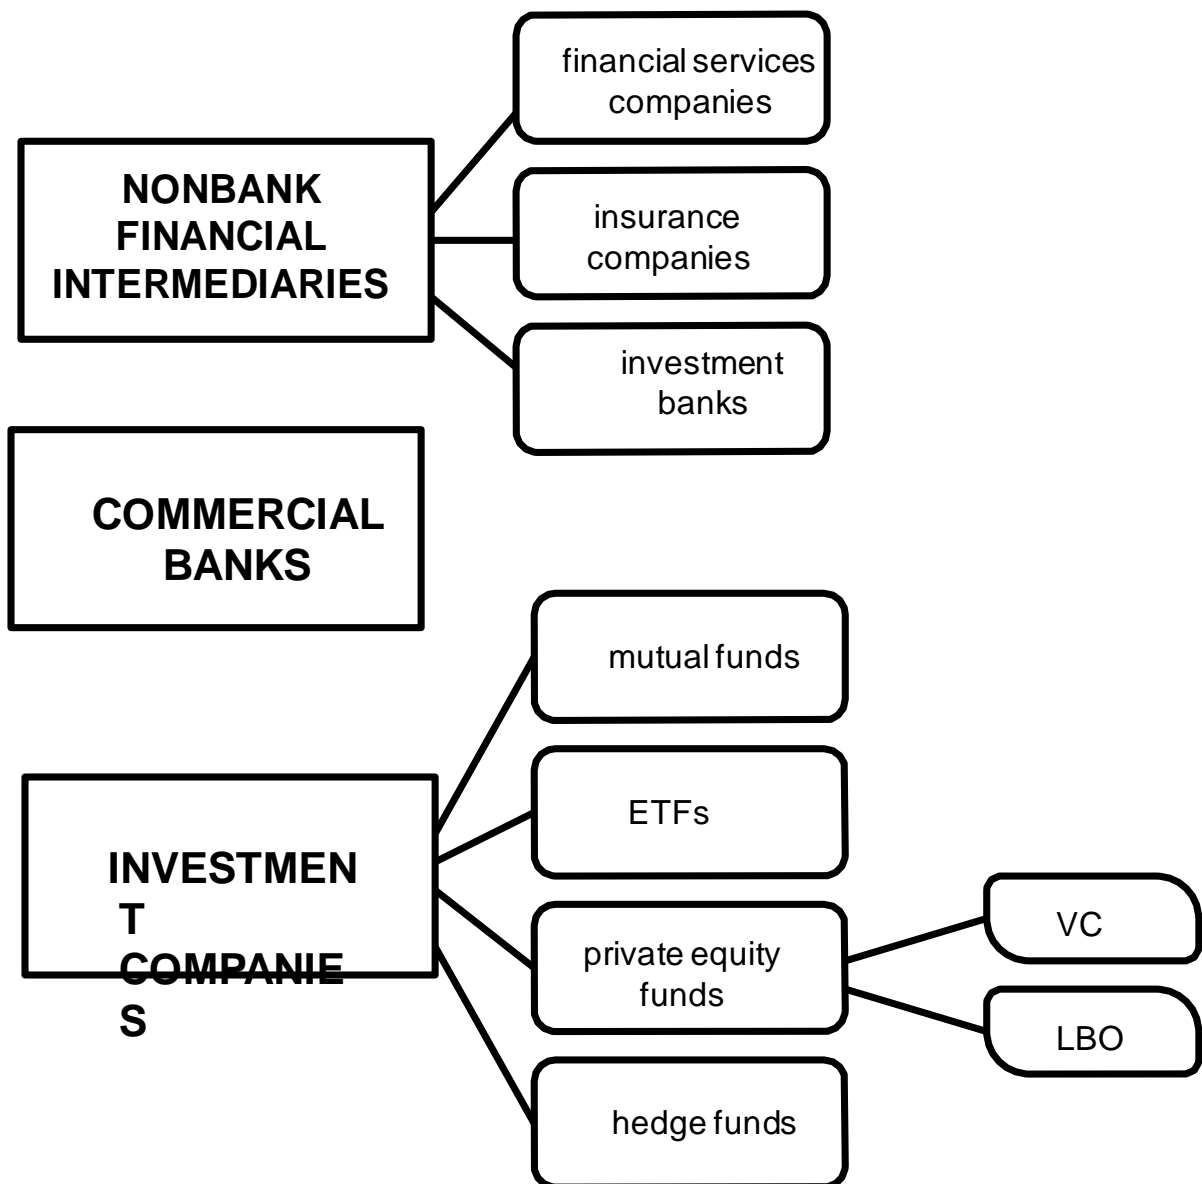 financial services
companies
NONBANK
FINANCIAL
INTERMEDIARIES
insurance
companies
investment
banks
COMMERCIAL
BANKS
mutual funds
ETFs
INVESTMEN
T
COMPANIE
S
private equity
funds
VC
LBO
hedge funds